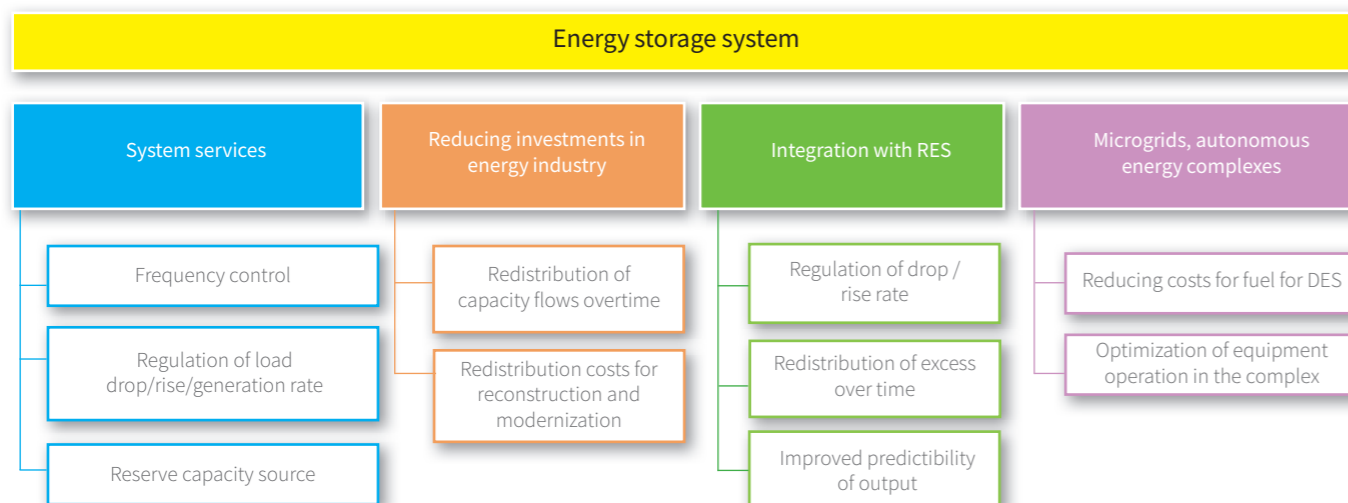 Energy storage system
System services
Frequency control
Regulation of load
drop/rise/generation rate
Reserve capacity source
Reducing investments in
energy industry
Redistribution of
capacity flows overtime
Redistribution costs for
reconstruction and
modernization
Integration with RES
Regulation of drop /
rise rate
Redistribution of excess
over time
Improved predictibility
of output
Microgrids, autonomous
energy complexes
Reducing costs for fuel for DES
Optimization of equipment
operation in the complex